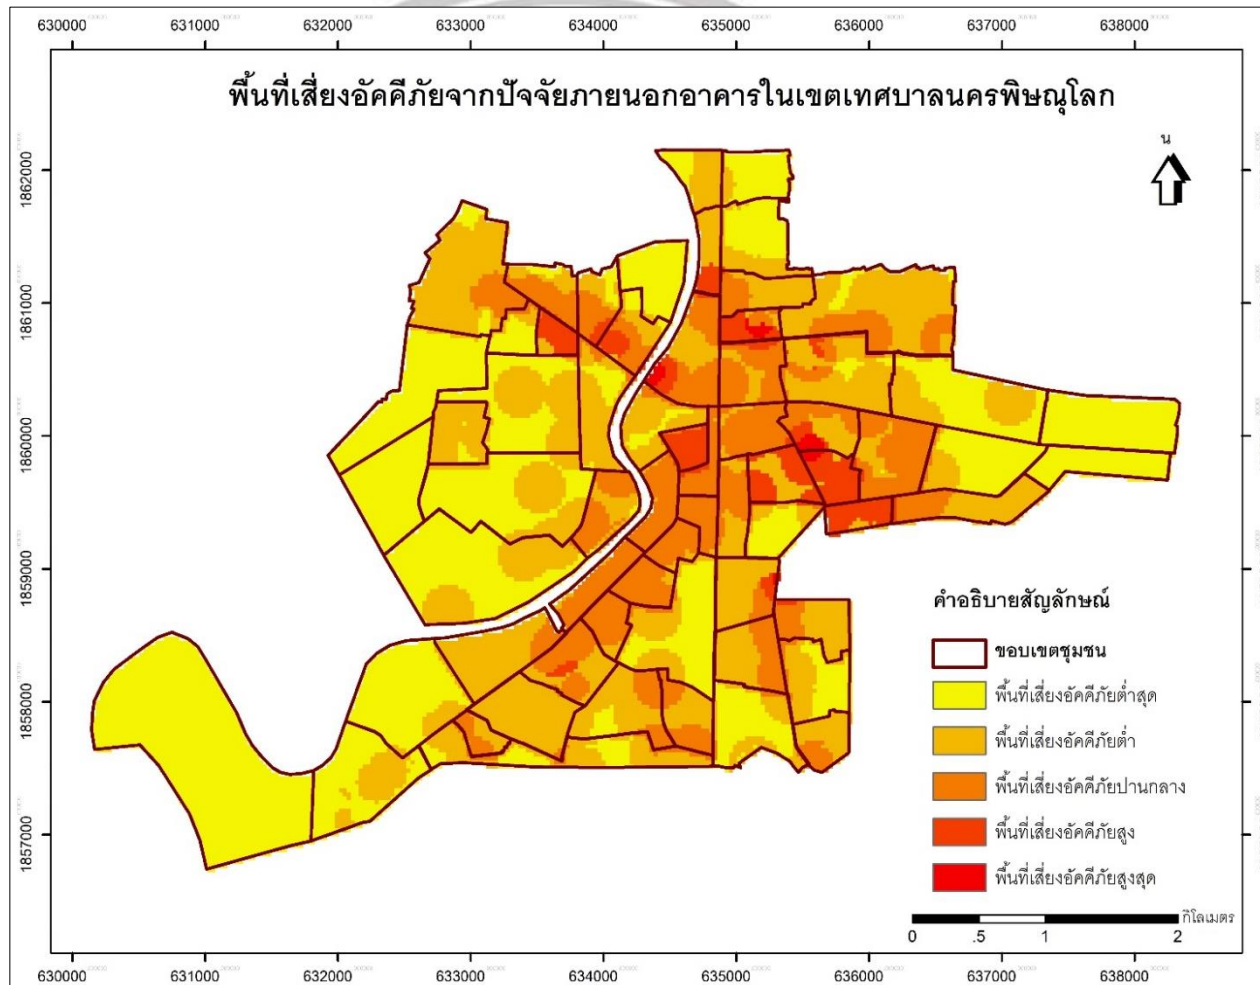 630000 631000 632000 633000 634000 635000 636000 637000 638000
พื้นที่เสี่ยงอัคคีภัยจากปัจจัยภายนอกอาคารในเขตเทศบาลนครพิษณุโลก
น
1862000
1861000
1860000
1859000
1858000
1857000
คำอธิบายสัญลักษณ์
ขอบเขตชุมชน
พื้นที่เสี่ยงอัคคีภัยต่ำสุด
พื้นที่เสี่ยงอัคคีภัยต่ำ
พื้นที่เสี่ยงอัคคีภัยปานกลาง
พื้นที่เสี่ยงอัคคีภัยสูง
พื้นที่เสี่ยงอัคคีภัยสูงสุด
กิโลเมตร
0 .5 1 2
630000 631000 632000 633000 634000 635000 636000 637000 638000